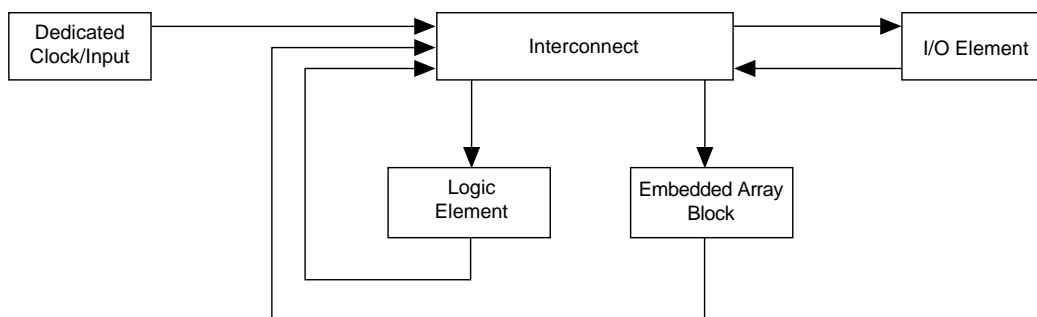 Dedicated
Clock/Input
Interconnect
I/O Element
Logic
Element
Embedded Array
Block